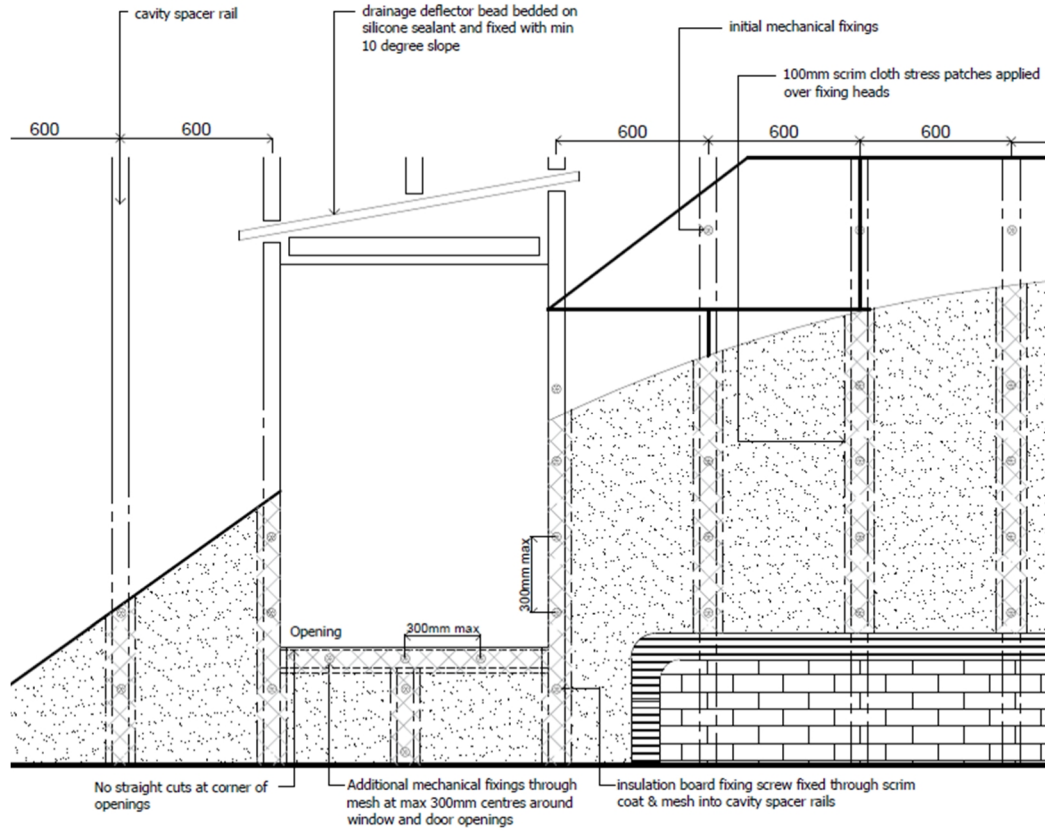 cavity spacer rail
drainage deflector bead bedded on
silicone sealant and fixed with min
10 degree slope
initial mechanical fixings
100mm scrim cloth stress patches applied
over fixing heads
600
600
600
600
600
300mm max
Opening
300mm max
No straight cuts at corner of
openings
Additional mechanical fixings through
mesh at max 300mm centres around
window and door openings
insulation board fixing screw fixed through scrim
coat & mesh into cavity spacer rails